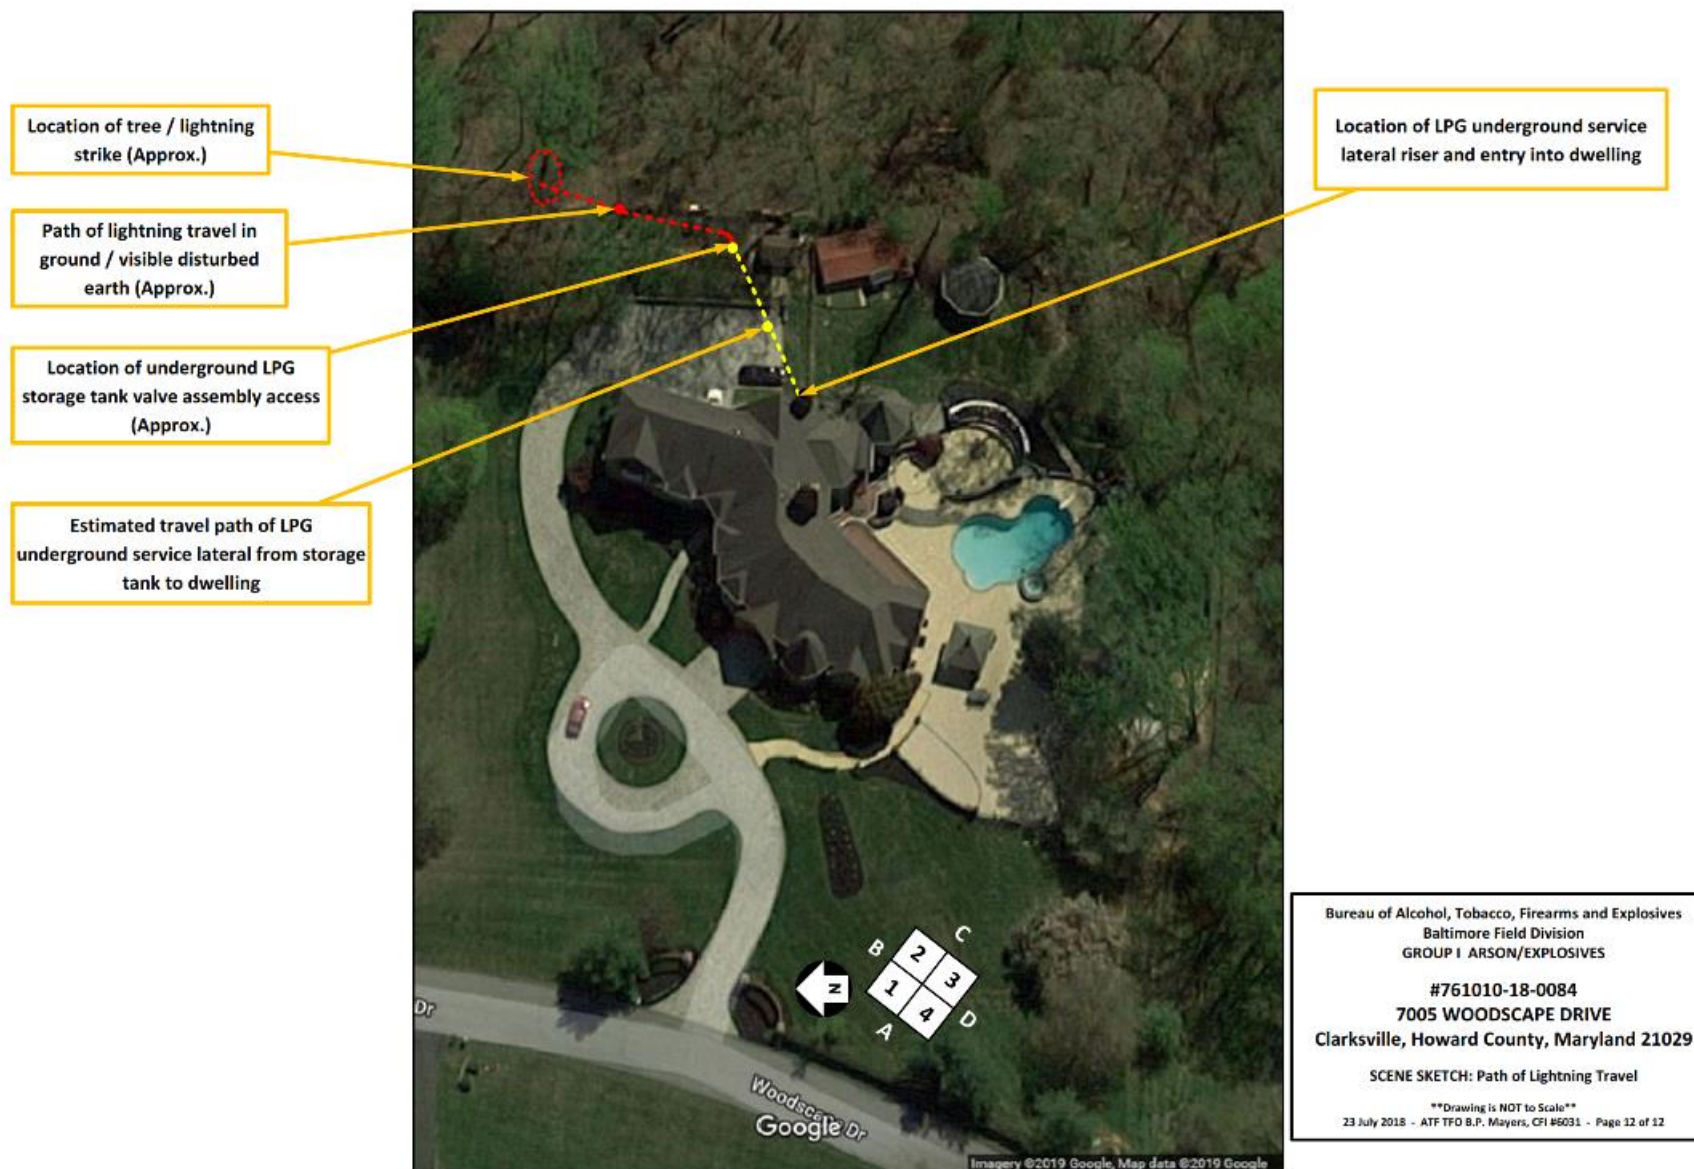 Location of tree / lightning
strike (Approx.)
Path of lightning travel in
ground / visible disturbed
earth (Approx.)
Location of underground LPG
storage tank valve assembly access
(Approx.)
Estimated travel path of LPG
underground service lateral from storage
tank to dwelling
Location of LPG underground service
lateral riser and entry into dwelling
B
C
2
3
1
4
A
D
N
Dr
Woodscape Dr
Google
Imagery ©2019 Google, Map data ©2019 Google
Bureau of Alcohol, Tobacco, Firearms and Explosives
Baltimore Field Division
GROUP I ARSON/EXPLOSIVES
#761010-18-0084
7005 WOODSCAPE DRIVE
Clarksville, Howard County, Maryland 21029
SCENE SKETCH: Path of Lightning Travel
**Drawing is NOT to Scale**
23 July 2018 - ATF TFO B.P. Mayers, CFI #6031 - Page 12 of 12